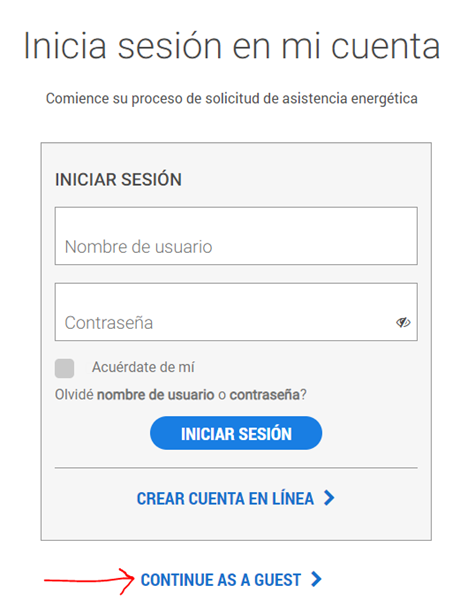 Inicia sesión en mi cuenta
Comience su proceso de solicitud de asistencia energética
INICIAR SESIÓN
Nombre de usuario
Contraseña
Acuérdate de mí
Olvidé nombre de usuario o contraseña?
INICIAR SESIÓN
CREAR CUENTA EN LÍNEA
CONTINUE AS A GUEST